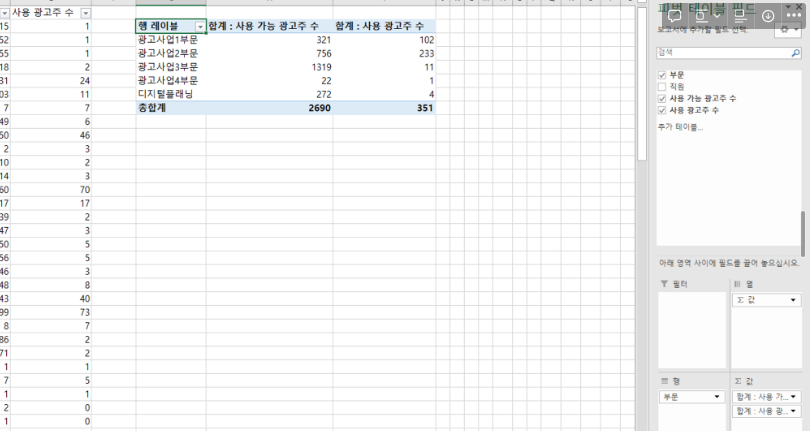 사용 광고주 수
15 1
52 1
55 1
18 2
31 24
03 11
7 7
49 6
50 46
2 3
10 2
14 3
60 70
17 17
39 2
47 3
50 5
56 5
46 3
48 8
43 40
99 73
8 7
86 2
71 2
1 1
7 5
1 1
2 0
1 0
행 레이블 합계 : 사용 가능 광고주 수 합계 : 사용 광고주 수
광고사업1부문 321 102
광고사업2부문 756 233
광고사업3부문 1319 11
광고사업4부문 22 1
디지털플래닝 272 4
총합계 2690 351
피벗 테이블 필드
보고서에 추가할 필드 선택:
검색
부문
직원
사용 가능 광고주 수
사용 광고주 수
추가 테이블...
아래 영역 사이에 필드를 끌어 놓으십시오.
필터 열
Σ 값
행 Σ 값
부문 합계 : 사용 가...
합계 : 사용 광...